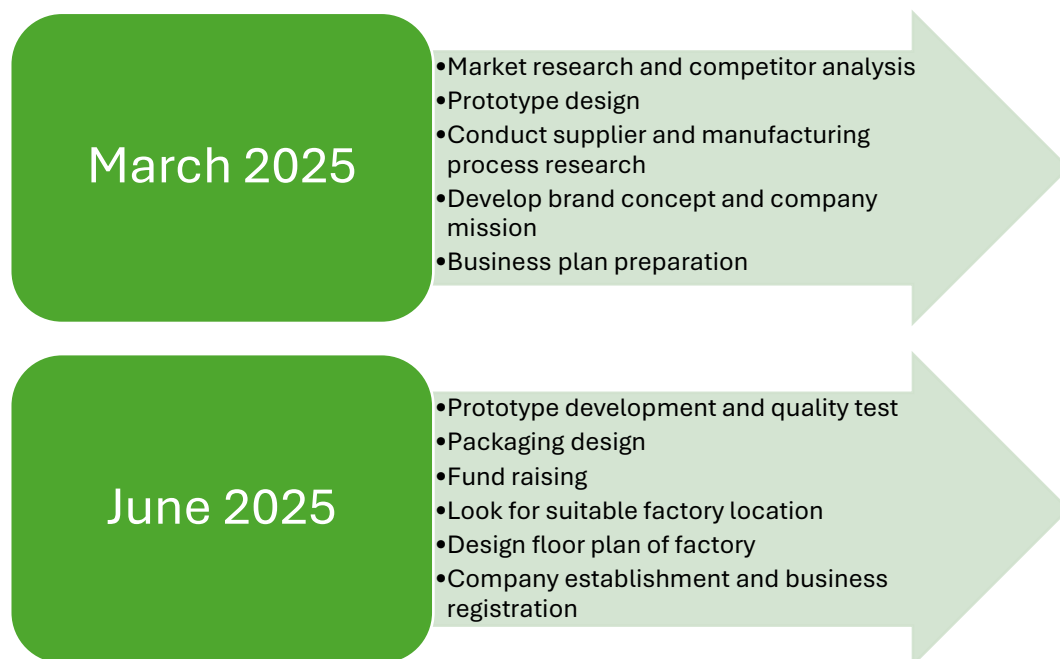 March 2025
•Market research and competitor analysis
•Prototype design
•Conduct supplier and manufacturing
process research
•Develop brand concept and company
mission
•Business plan preparation
June 2025
•Prototype development and quality test
•Packaging design
•Fund raising
•Look for suitable factory location
•Design floor plan of factory
•Company establishment and business
registration